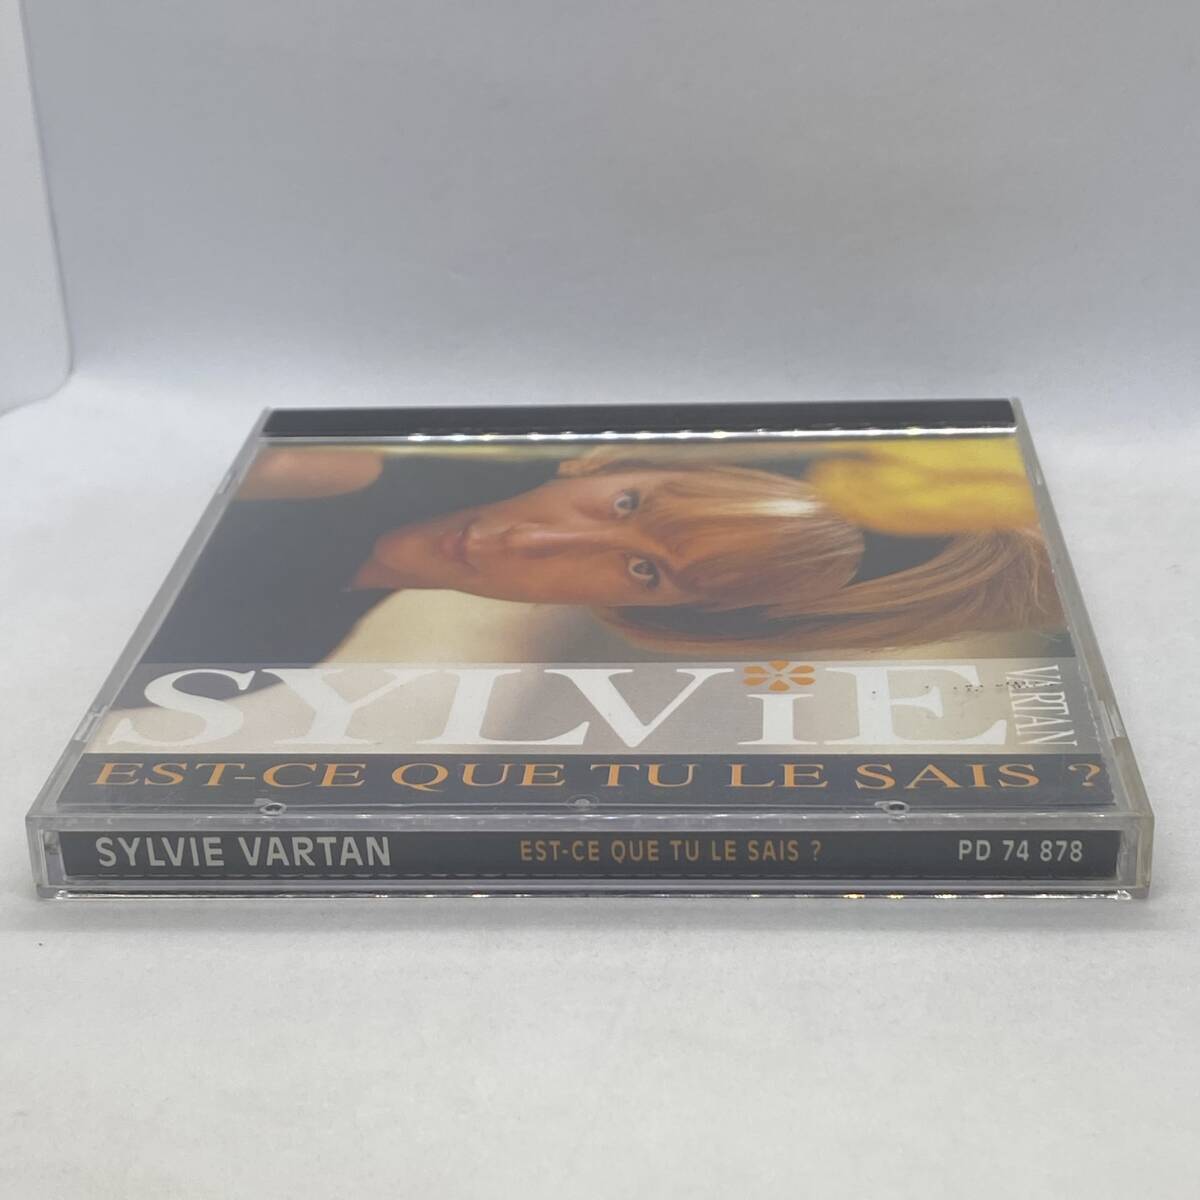 SYLViE
VARTAN
EST-CE QUE TU LE SAIS ?
SYLVIE VARTAN EST-CE QUE TU LE SAIS ? PD 74 878